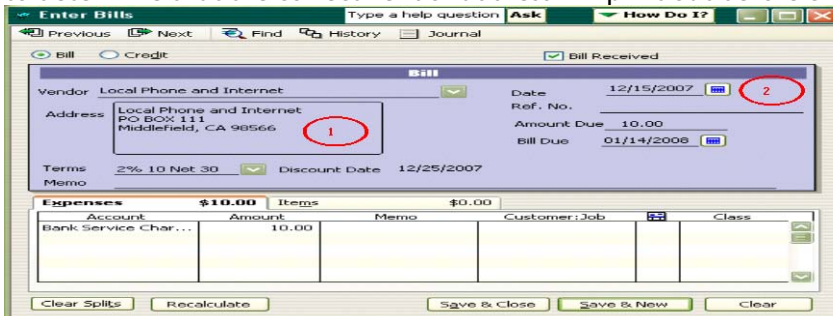 Enter Bills Type a help question Ask How Do I?
Previous Next Find History Journal
Bill Credit Bill Received
Bill
Vendor Local Phone and Internet
Date 12/15/2007 2
Ref. No.
Address Local Phone and Internet
PO BOX 111
Middlefield, CA 98566
1
Amount Due 10.00
Bill Due 01/14/2008
Terms 2% 10 Net 30 Discount Date 12/25/2007
Memo
Expenses $10.00 Items $0.00
Account Amount Memo Customer:Job Class
Bank Service Char... 10.00
Clear Splits Recalculate Save & Close Save & New Clear